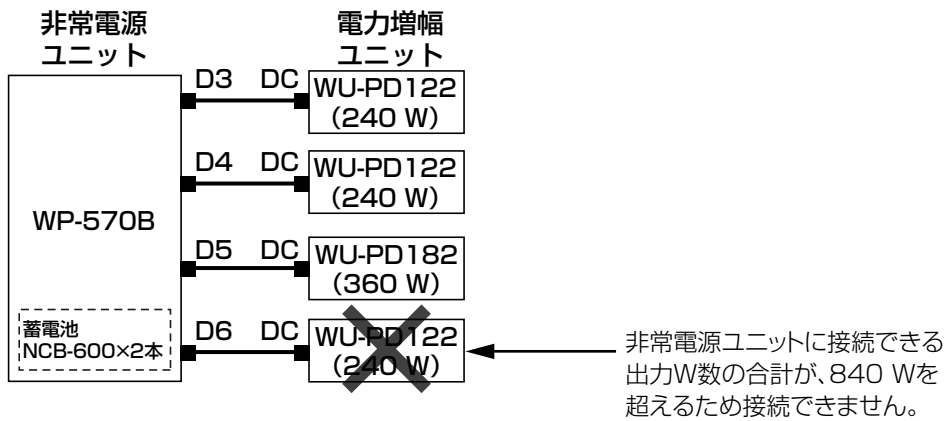 非常電源
ユニット
電力増幅
ユニット
D3 DC
WU-PD122
(240 W)
D4 DC
WU-PD122
(240 W)
WP-570B
D5 DC
WU-PD182
(360 W)
蓄電池
NCB-600×2本
D6 DC
WU-PD122
(240 W)
非常電源ユニットに接続できる
出力W数の合計が、840 Wを
超えるため接続できません。